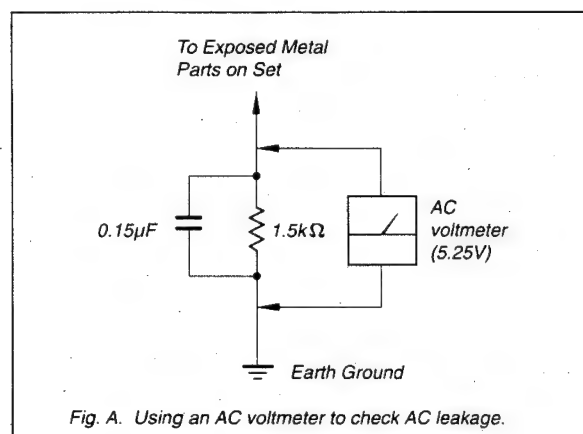 To Exposed Metal
Parts on Set
0.15µF
1.5kΩ
AC
voltmeter
(5.25V)
Earth Ground
Fig. A. Using an AC voltmeter to check AC leakage.